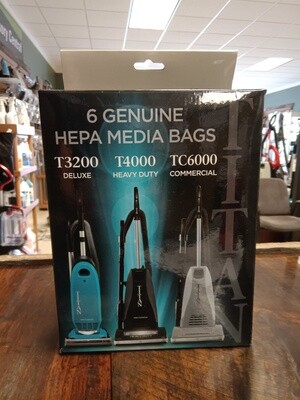 6 GENUINE
HEPA MEDIA BAGS
T3200
DELUXE
T4000
HEAVY DUTY
TC6000
COMMERCIAL
TITAN